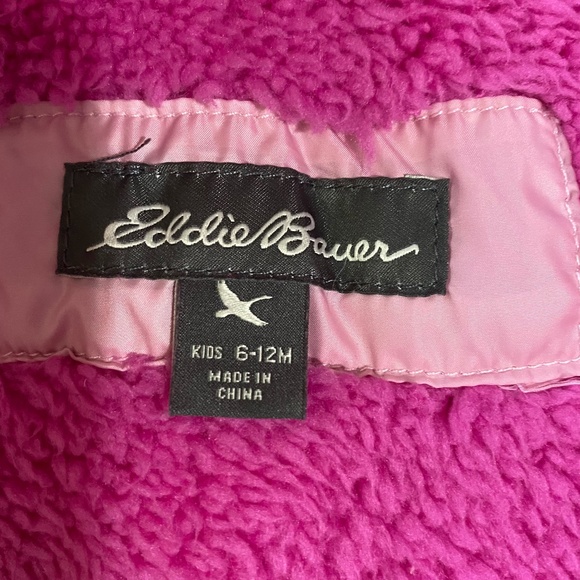 Eddie Bauer
KIDS 6-12M
MADE IN
CHINA